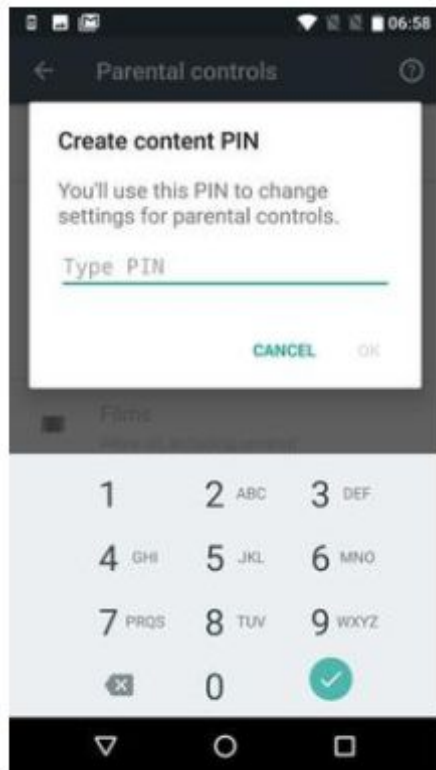 06:58
Parental controls
Create content PIN
You'll use this PIN to change
settings for parental controls.
Type PIN
CANCEL OK
Films
1 2 ABC 3 DEF
4 GHI 5 JKL 6 MNO
7 PRQS 8 TUV 9 WXYZ
0